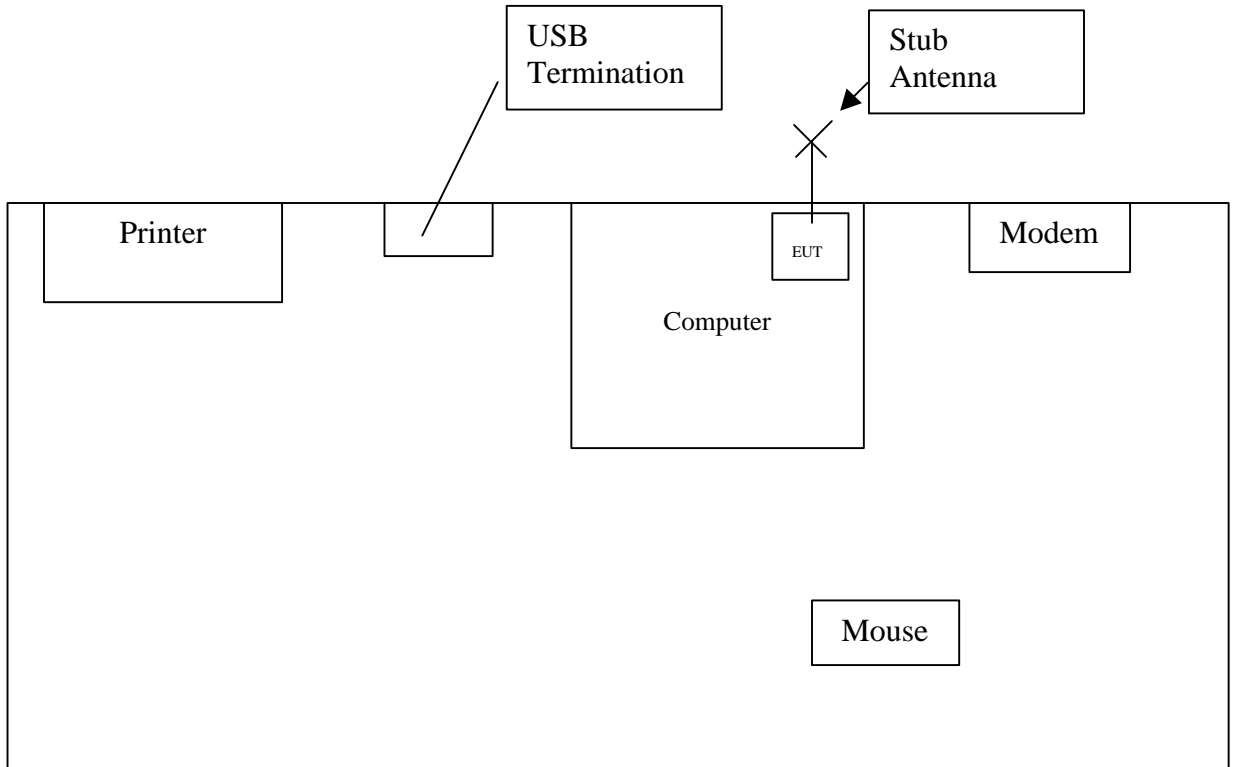 USB
Termination
Stub
Antenna
Printer
EUT
Modem
Computer
Mouse